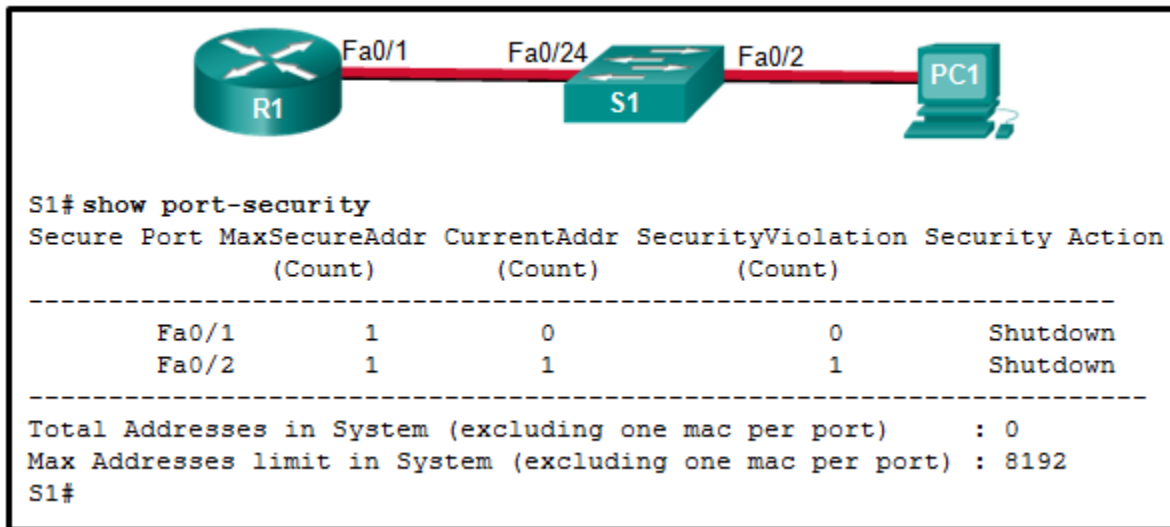 Fa0/1 Fa0/24 Fa0/2
R1 S1 PC1
S1# show port-security
Secure Port MaxSecureAddr CurrentAddr SecurityViolation Security Action
(Count) (Count) (Count)
--------------------------------------------------------------------
Fa0/1 1 0 0 Shutdown
Fa0/2 1 1 1 Shutdown
----------------------------------------------------------------------
Total Addresses in System (excluding one mac per port) : 0
Max Addresses limit in System (excluding one mac per port) : 8192
S1#